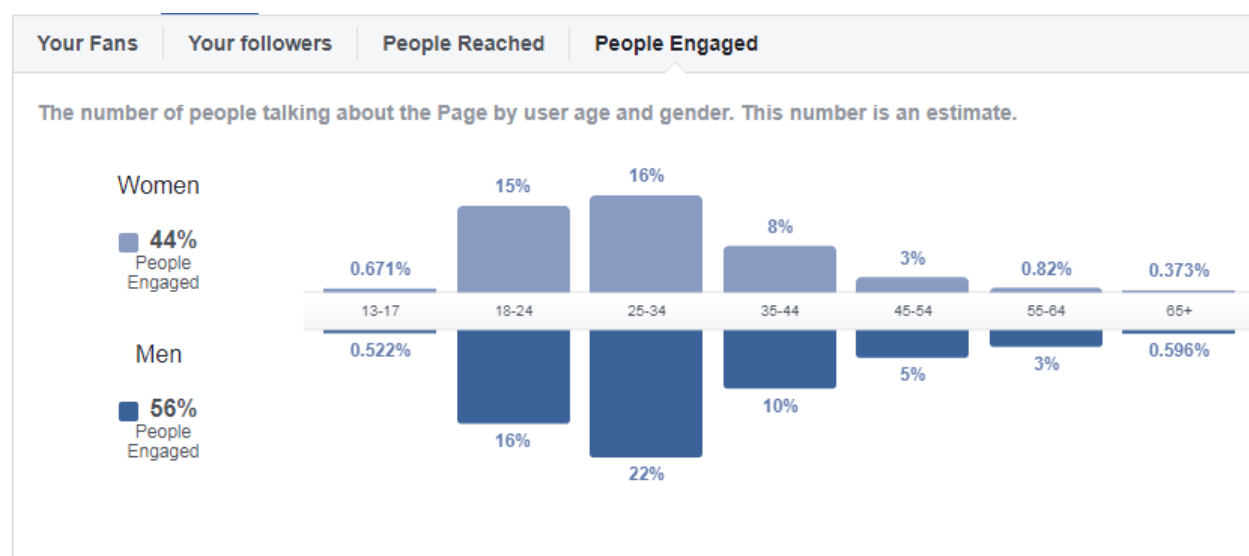 Your Fans Your followers People Reached People Engaged
The number of people talking about the Page by user age and gender. This number is an estimate.
Women
44%
People
Engaged
0.671% 15% 16% 8% 3% 0.82% 0.373%
13-17 18-24 25-34 35-44 45-54 55-64 65+
Men
56%
People
Engaged
0.522% 16% 22% 10% 5% 3% 0.596%